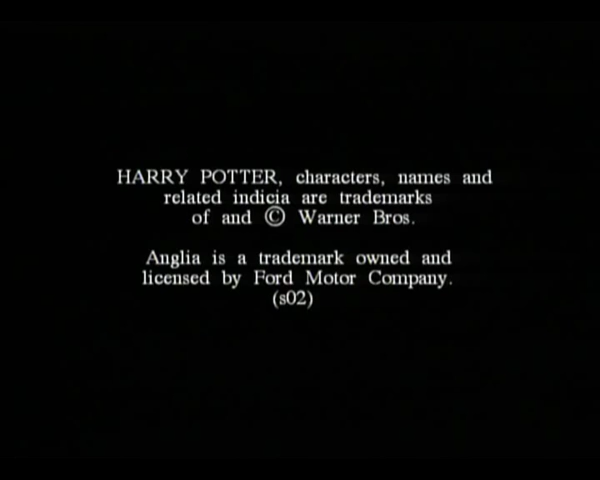 HARRY POTTER, characters, names and
related indicia are trademarks
of and © Warner Bros.
Anglia is a trademark owned and
licensed by Ford Motor Company.
(s02)